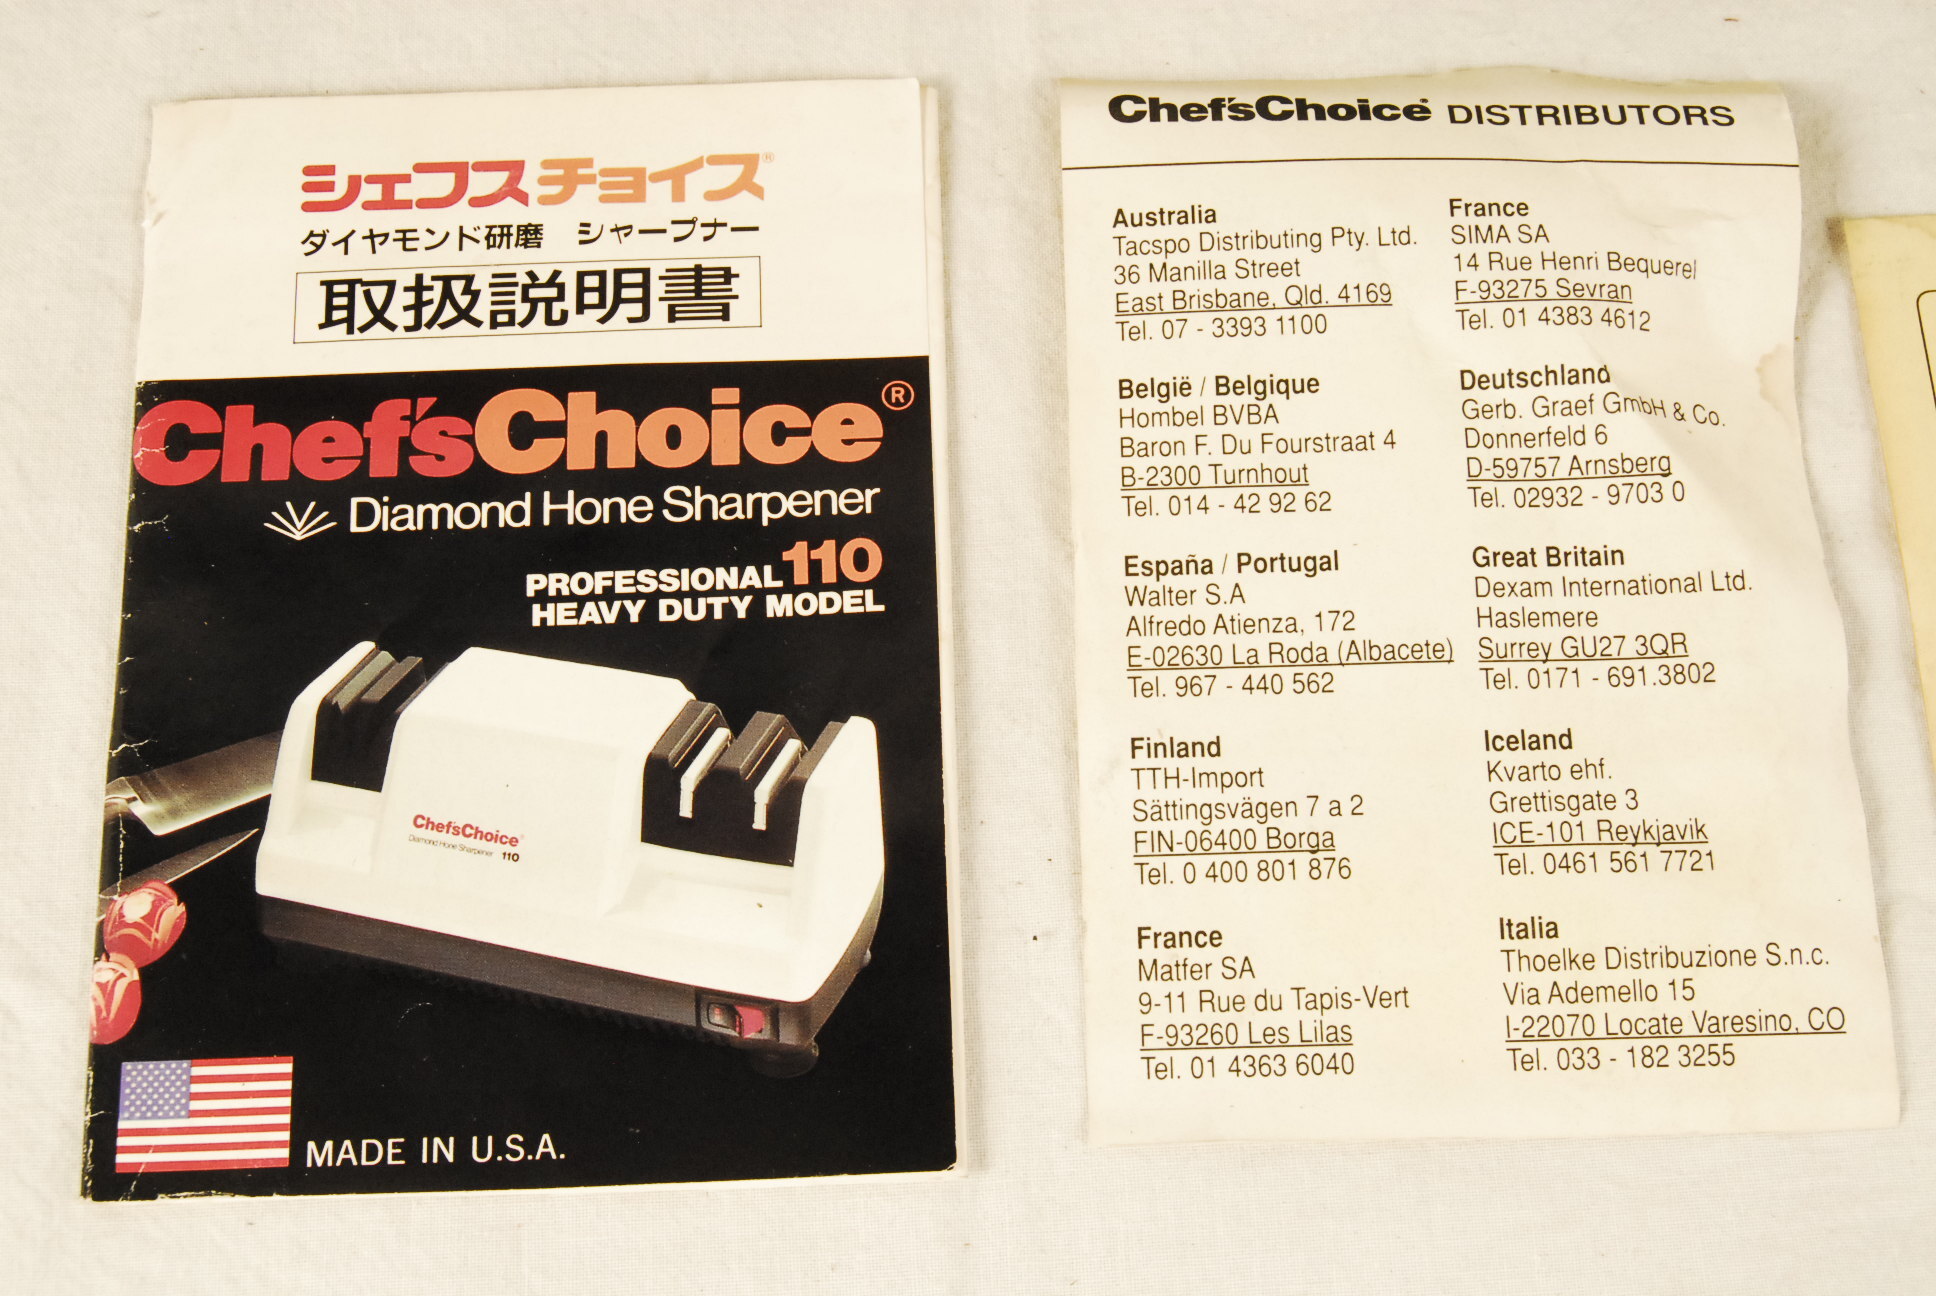 シェフスチョイス®
ダイヤモンド研磨 シャープナー
取扱説明書
Chef'sChoice®
Diamond Hone Sharpener
PROFESSIONAL 110
HEAVY DUTY MODEL
Chef'sChoice®
Diamond Hone Sharpener 110
MADE IN U.S.A.
Chef'sChoice® DISTRIBUTORS
Australia
Tacspo Distributing Pty. Ltd.
36 Manilla Street
East Brisbane, Qld. 4169
Tel. 07 - 3393 1100
België / Belgique
Hombel BVBA
Baron F. Du Fourstraat 4
B-2300 Turnhout
Tel. 014 - 42 92 62
España / Portugal
Walter S.A
Alfredo Atienza, 172
E-02630 La Roda (Albacete)
Tel. 967 - 440 562
Finland
TTH-Import
Sättingsvägen 7 a 2
FIN-06400 Borga
Tel. 0 400 801 876
France
Matfer SA
9-11 Rue du Tapis-Vert
F-93260 Les Lilas
Tel. 01 4363 6040
France
SIMA SA
14 Rue Henri Bequerel
F-93275 Sevran
Tel. 01 4383 4612
Deutschland
Gerb. Graef GmbH & Co.
Donnerfeld 6
D-59757 Arnsberg
Tel. 02932 - 9703 0
Great Britain
Dexam International Ltd.
Haslemere
Surrey GU27 3QR
Tel. 0171 - 691.3802
Iceland
Kvarto ehf.
Grettisgate 3
ICE-101 Reykjavik
Tel. 0461 561 7721
Italia
Thoelke Distribuzione S.n.c.
Via Ademello 15
I-22070 Locate Varesino, CO
Tel. 033 - 182 3255